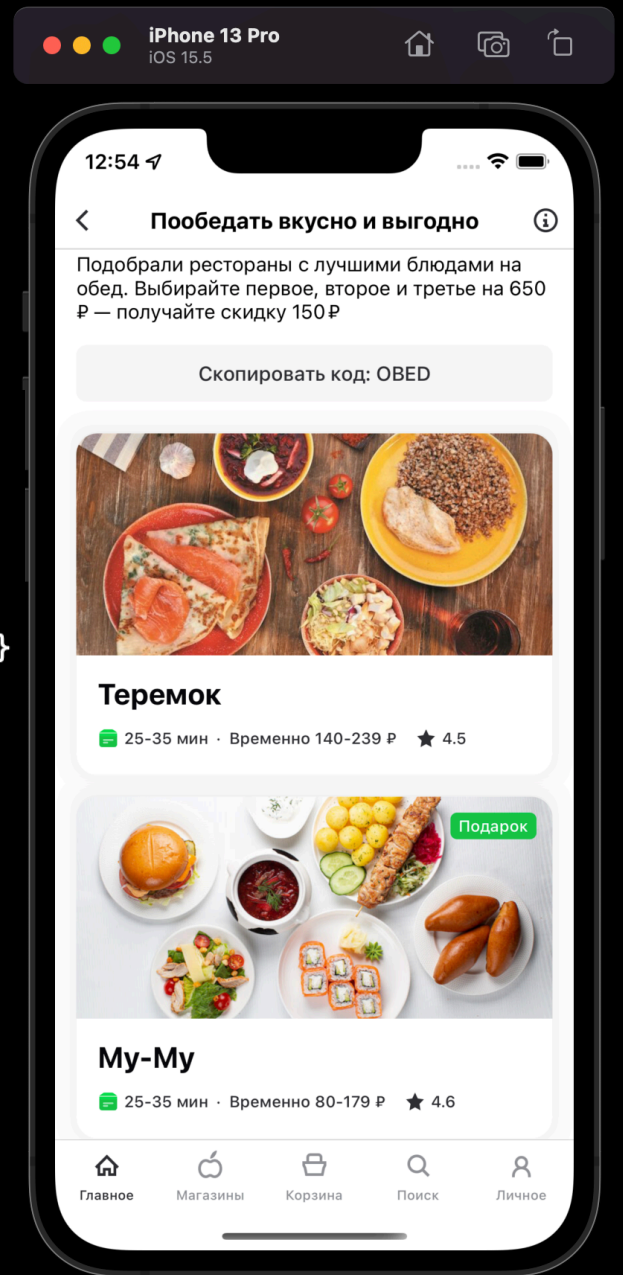 iPhone 13 Pro
iOS 15.5
12:54
Пообедать вкусно и выгодно
Подобрали рестораны с лучшими блюдами на
обед. Выбирайте первое, второе и третье на 650
₽ — получайте скидку 150 ₽
Скопировать код: OBED
Теремок
25-35 мин · Временно 140-239 ₽ 4.5
Подарок
Му-Му
25-35 мин · Временно 80-179 ₽ 4.6
Главное Магазины Корзина Поиск Личное
}